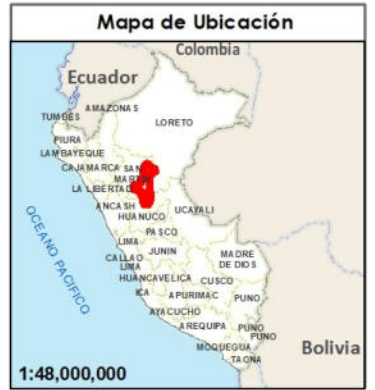 Mapa de Ubicación
Colombia
Ecuador
AMAZONAS
TUMBES
LORETO
PIURA
LAMBAYEQUE
CAJAMARCA
SAN
MARTIN
LA LIBERTAD
ANCASH
UCAYALI
HUANUCO
PASCO
OCEANO PACIFICO
LIMA
JUNIN
CALLAO
LIMA
MADRE
DE DIOS
HUANCAVELICA
CUSCO
ICA
APURIMAC
PUNO
AYACUCHO
AREQUIPA
PUNO
PUNO
MOQUEGUA
Bolivia
TACNA
1:48,000,000